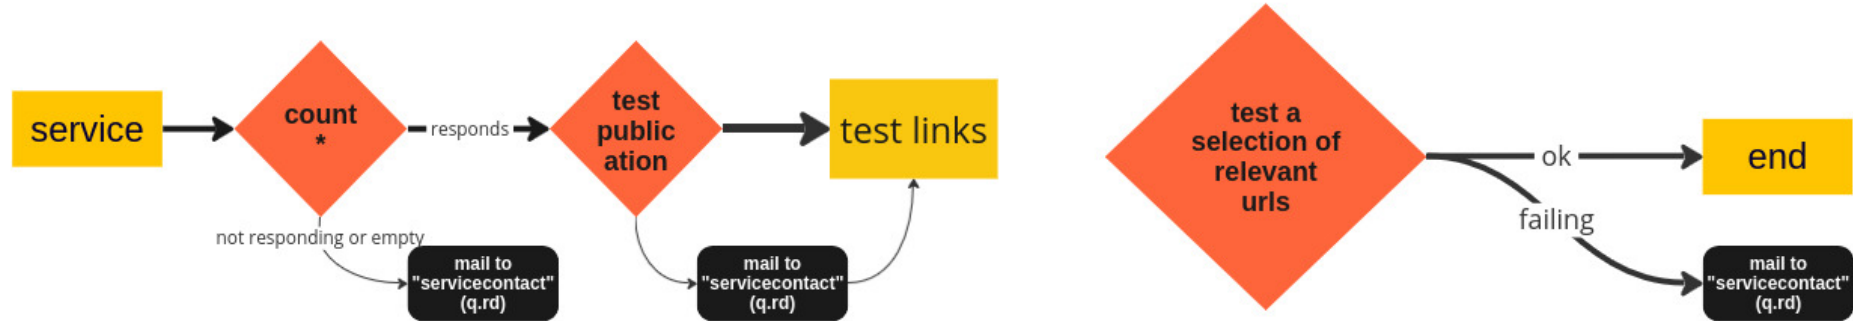 service
count
*
responds
test
public
ation
test links
not responding or empty
mail to
"servicecontact"
(q.rd)
mail to
"servicecontact"
(q.rd)
test a
selection of
relevant
urls
ok
end
failing
mail to
"servicecontact"
(q.rd)